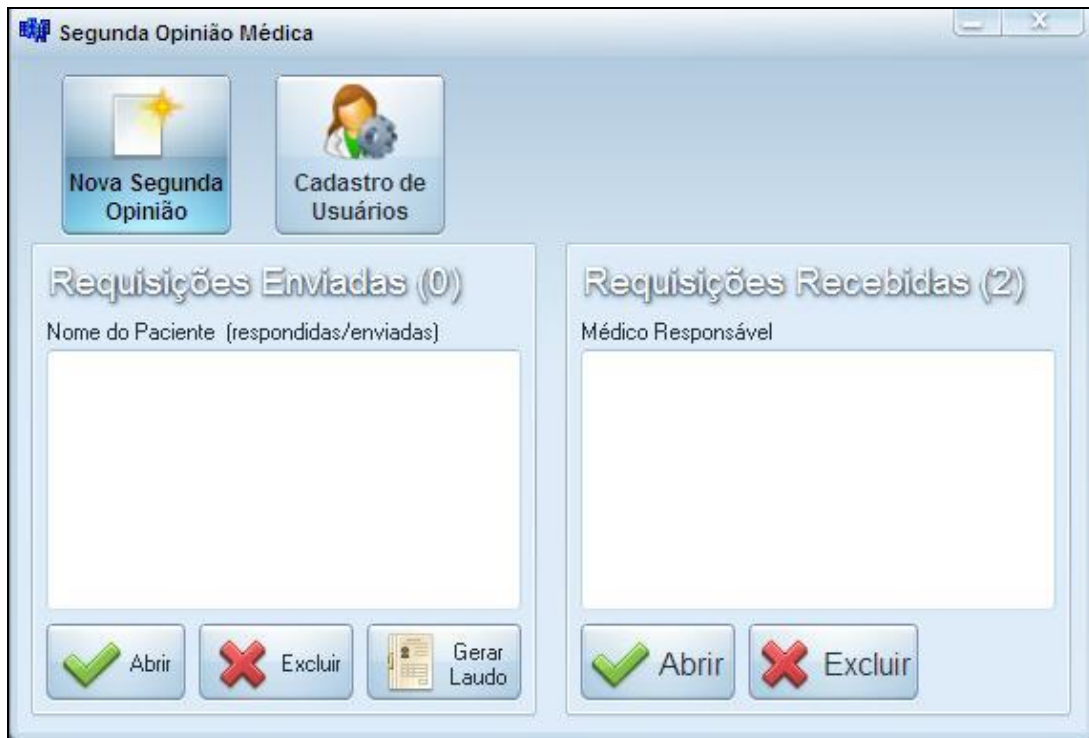 Segunda Opinião Médica
Nova Segunda
Opinião
Cadastro de
Usuários
Requisições Enviadas (0)
Nome do Paciente (respondidas/enviadas)
Abrir
Excluir
Gerar
Laudo
Requisições Recebidas (2)
Médico Responsável
Abrir
Excluir